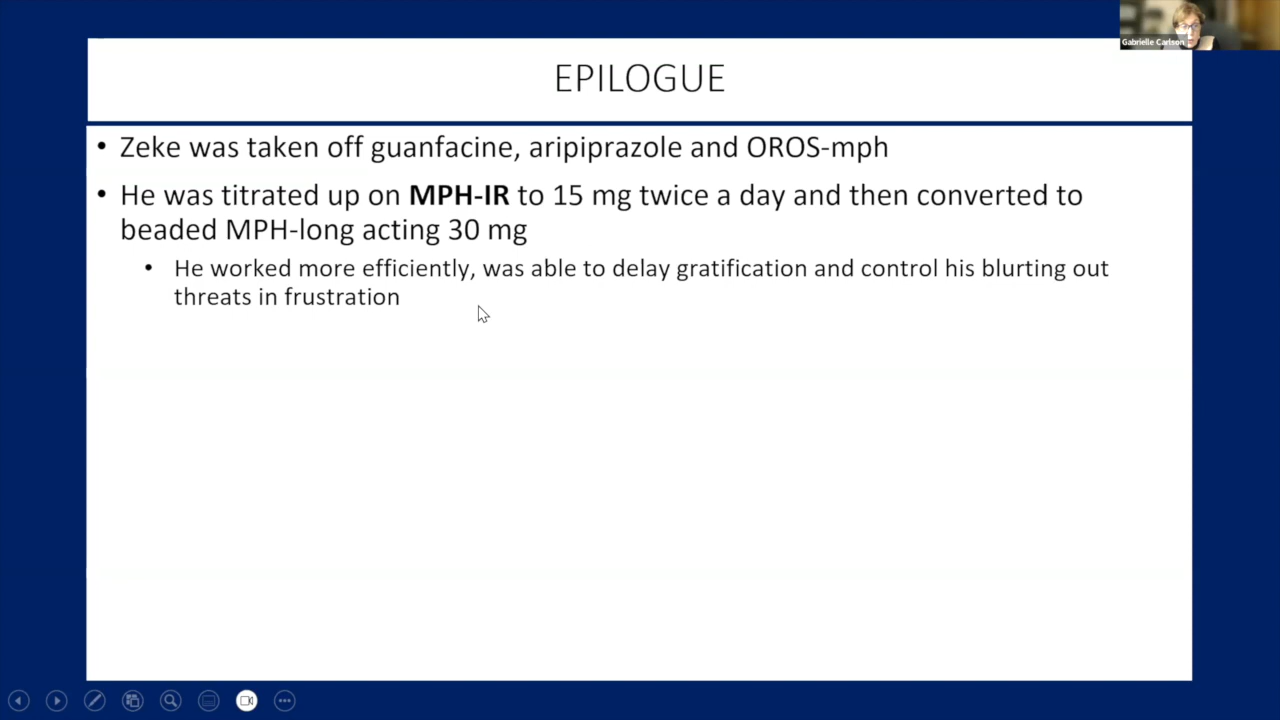 Gabrielle Carlson
EPILOGUE
• Zeke was taken off guanfacine, aripiprazole and OROS-mph
• He was titrated up on MPH-IR to 15 mg twice a day and then converted to
beaded MPH-long acting 30 mg
• He worked more efficiently, was able to delay gratification and control his blurting out
threats in frustration